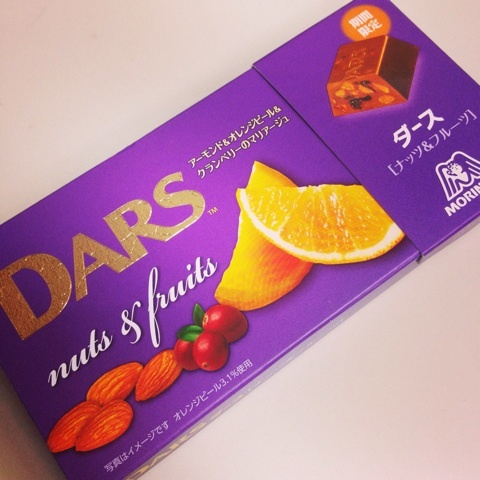 期間
限定
DARS
ダース
[ナッツ&フルーツ]
アーモンド&オレンジピール&
クランベリーのマリアージュ
DARS™
nuts & fruits
写真はイメージです オレンジピール3.1%使用